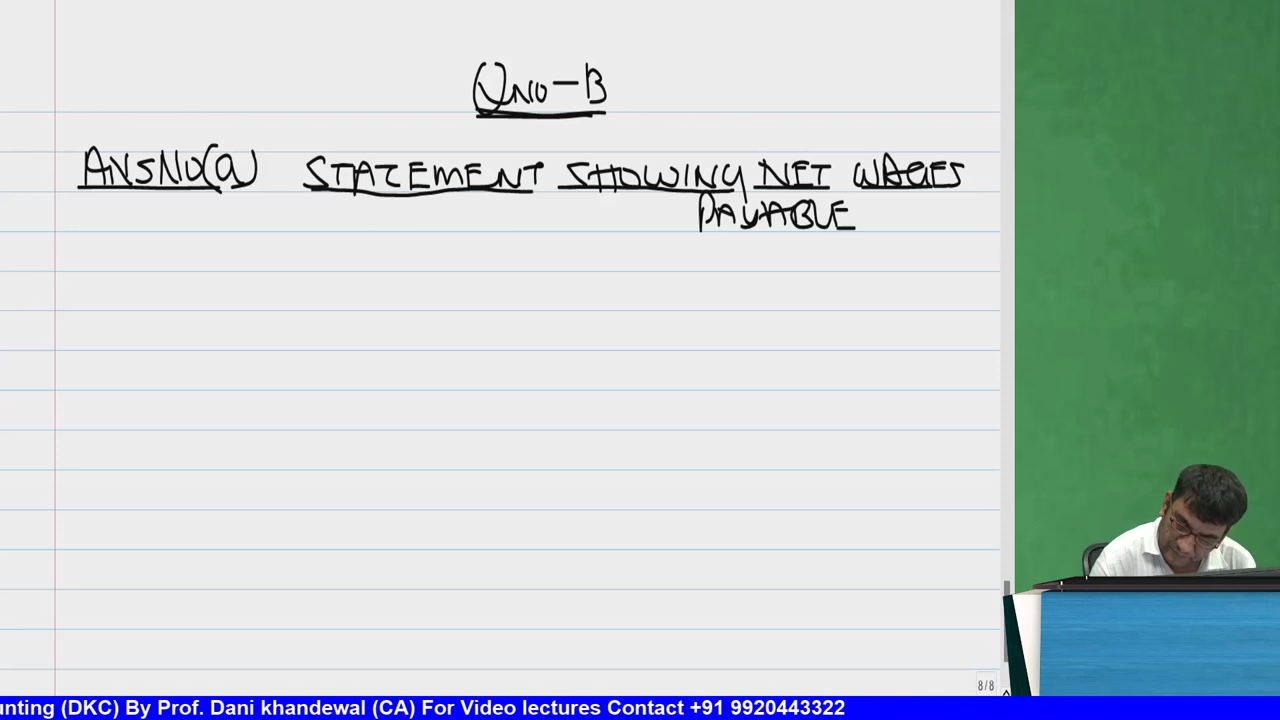 QNO-B
ANSNO(a) STATEMENT SHOWING NET WAGES
PAYABLE
8/8
unting (DKC) By Prof. Dani khandewal (CA) For Video lectures Contact +91 9920443322